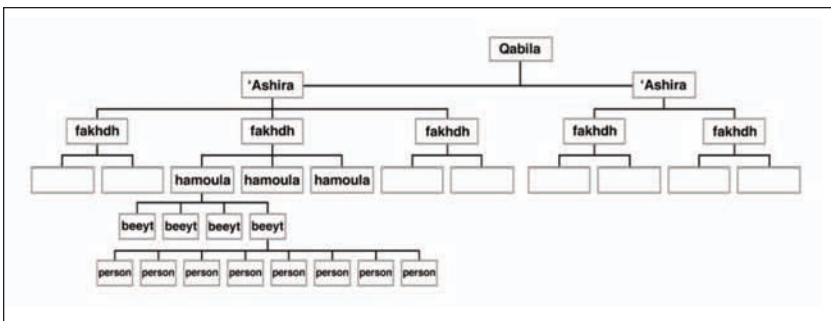 Qabila
‘Ashira ‘Ashira
fakhdh fakhdh fakhdh fakhdh fakhdh
hamoula hamoula hamoula
beeyt beeyt beeyt beeyt
person person person person person person person person